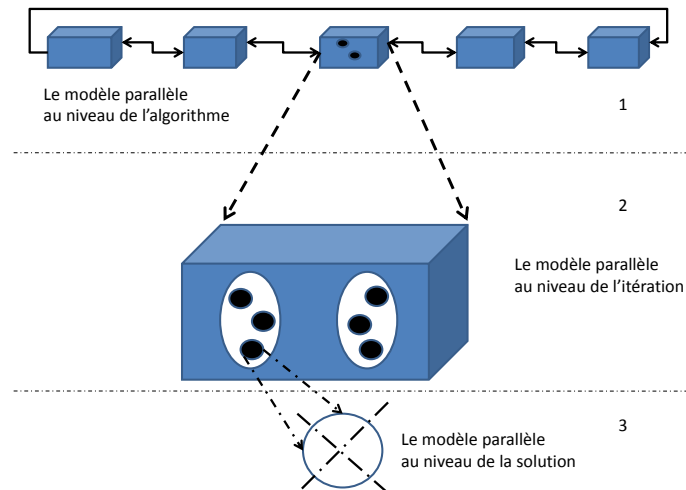 Le modèle parallèle
au niveau de l'algorithme
1
2
Le modèle parallèle
au niveau de l'itération
3
Le modèle parallèle
au niveau de la solution